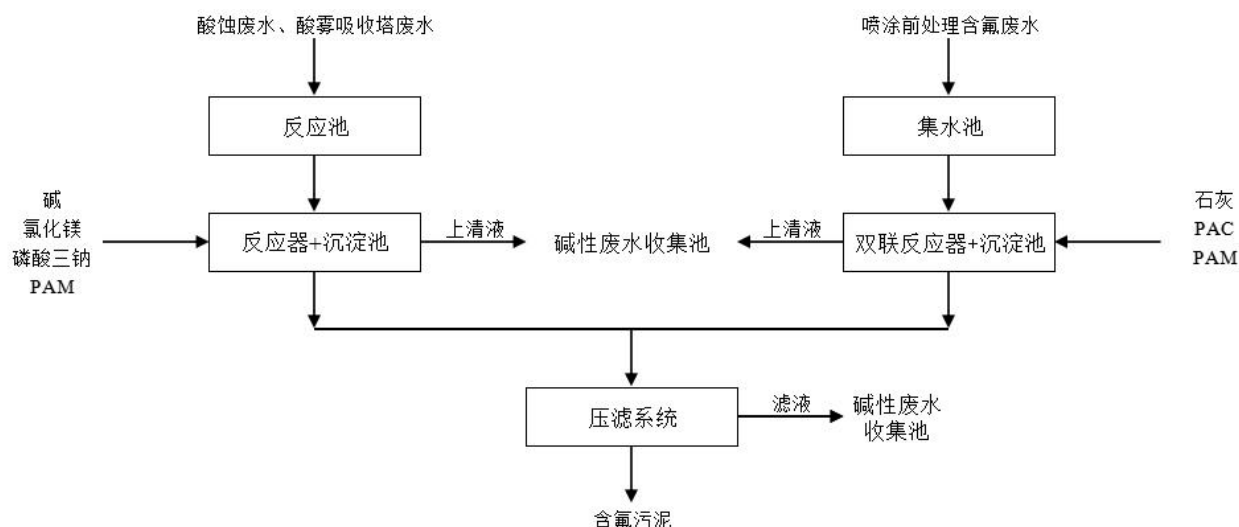 酸蚀废水、酸雾吸收塔废水
喷涂前处理含氟废水
反应池
集水池
碱
氯化镁
磷酸三钠
PAM
反应器+沉淀池
上清液
碱性废水收集池
上清液
双联反应器+沉淀池
石灰
PAC
PAM
压滤系统
滤液
碱性废水
收集池
含氟污泥